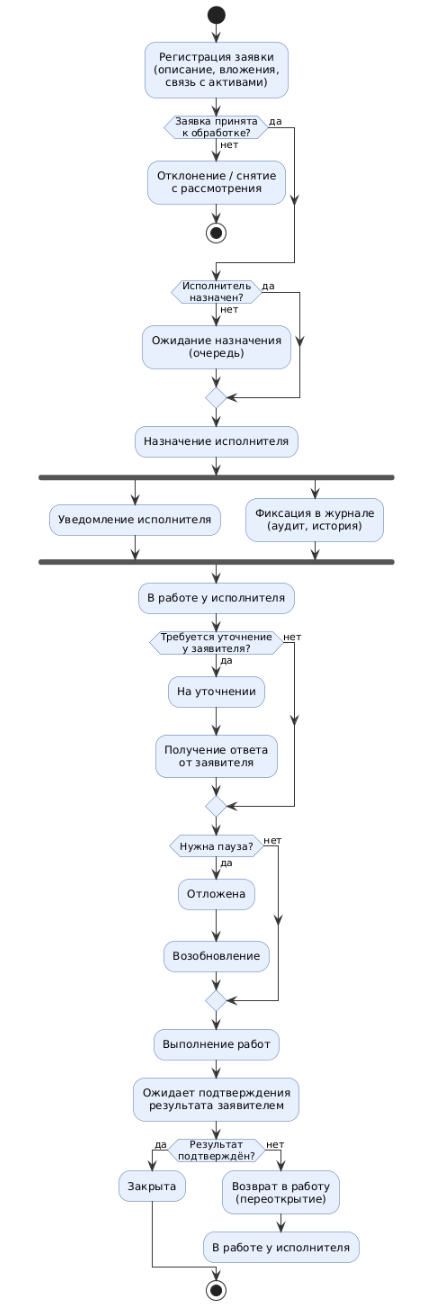 Регистрация заявки
(описание, вложения,
связь с активами)
Заявка принята
к обработке?
да
нет
Отклонение / снятие
с рассмотрения
Исполнитель
назначен?
да
нет
Ожидание назначения
(очередь)
Назначение исполнителя
Уведомление исполнителя
Фиксация в журнале
(аудит, история)
В работе у исполнителя
Требуется уточнение
у заявителя?
нет
да
На уточнении
Получение ответа
от заявителя
Нужна пауза?
нет
да
Отложена
Возобновление
Выполнение работ
Ожидает подтверждения
результата заявителем
да
Результат
подтверждён?
нет
Закрыта
Возврат в работу
(переоткрытие)
В работе у исполнителя